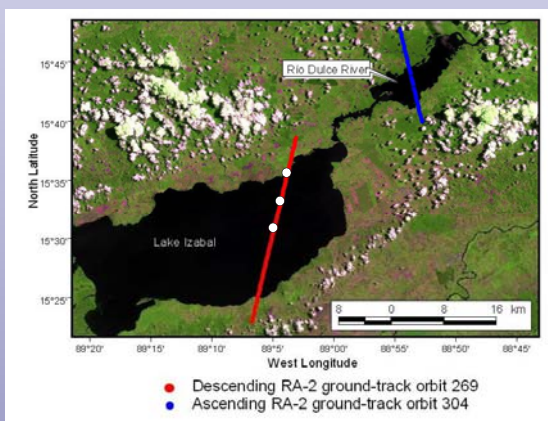 15°45'
Río Dulce River
15°40'
15°35'
North Latitude
15°30'
Lake Izabal
15°25'
8 0 8 16 km
89°20' 89°15' 89°10' 89°5' 89°00' 88°55' 88°50' 88°45'
West Longitude
Descending RA-2 ground-track orbit 269
Ascending RA-2 ground-track orbit 304